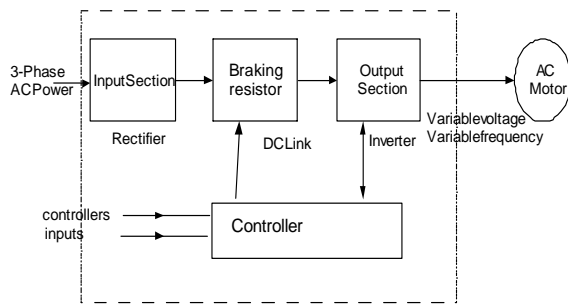 3-Phase
ACPower
InputSection
Rectifier
Braking
resistor
DCLink
Output
Section
Inverter
Variablevoltage
Variablefrequency
AC
Motor
controllers
inputs
Controller